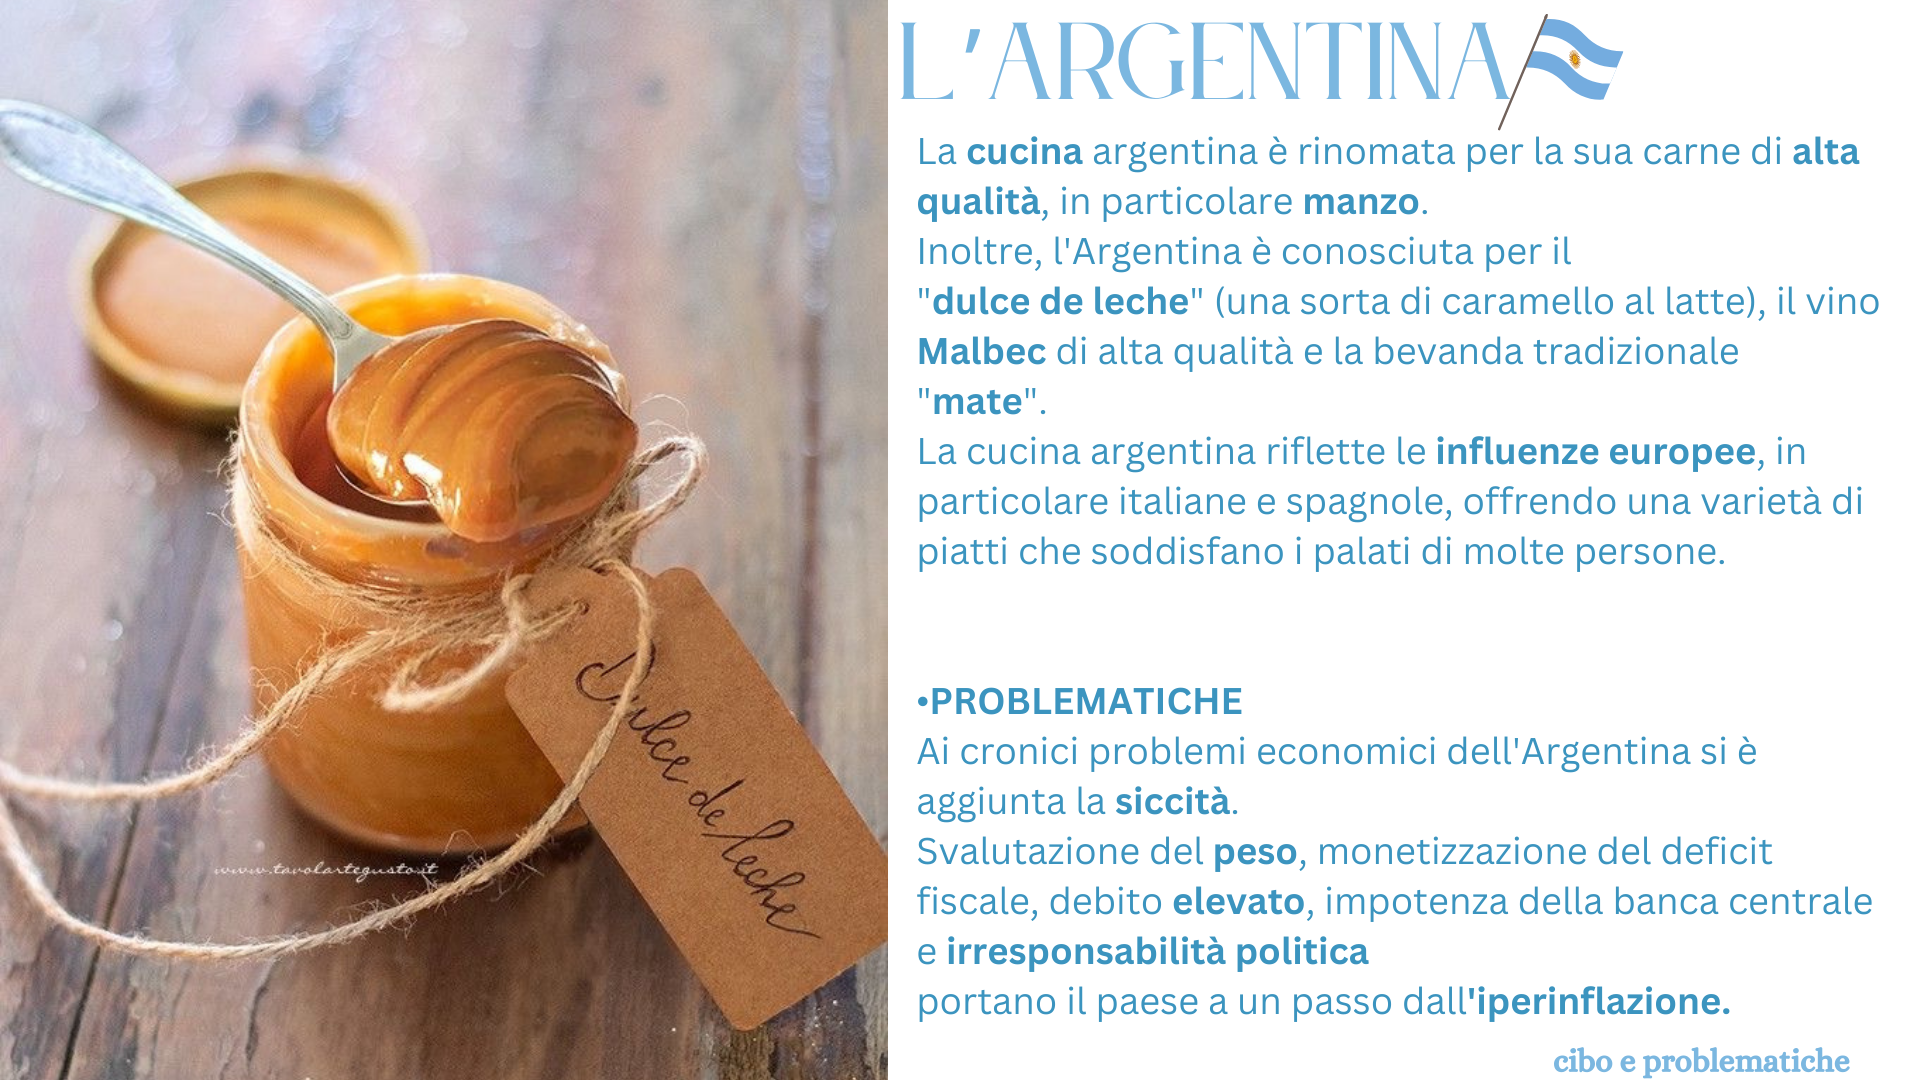 L'ARGENTINA
La cucina argentina è rinomata per la sua carne di alta
qualità, in particolare manzo.
Inoltre, l'Argentina è conosciuta per il
"dulce de leche" (una sorta di caramello al latte), il vino
Malbec di alta qualità e la bevanda tradizionale
"mate".
La cucina argentina riflette le influenze europee, in
particolare italiane e spagnole, offrendo una varietà di
piatti che soddisfano i palati di molte persone.
•PROBLEMATICHE
Ai cronici problemi economici dell'Argentina si è
aggiunta la siccità.
Svalutazione del peso, monetizzazione del deficit
fiscale, debito elevato, impotenza della banca centrale
e irresponsabilità politica
portano il paese a un passo dall'iperinflazione.
cibo e problematiche
Dulce de leche
www.tavolartegusto.it